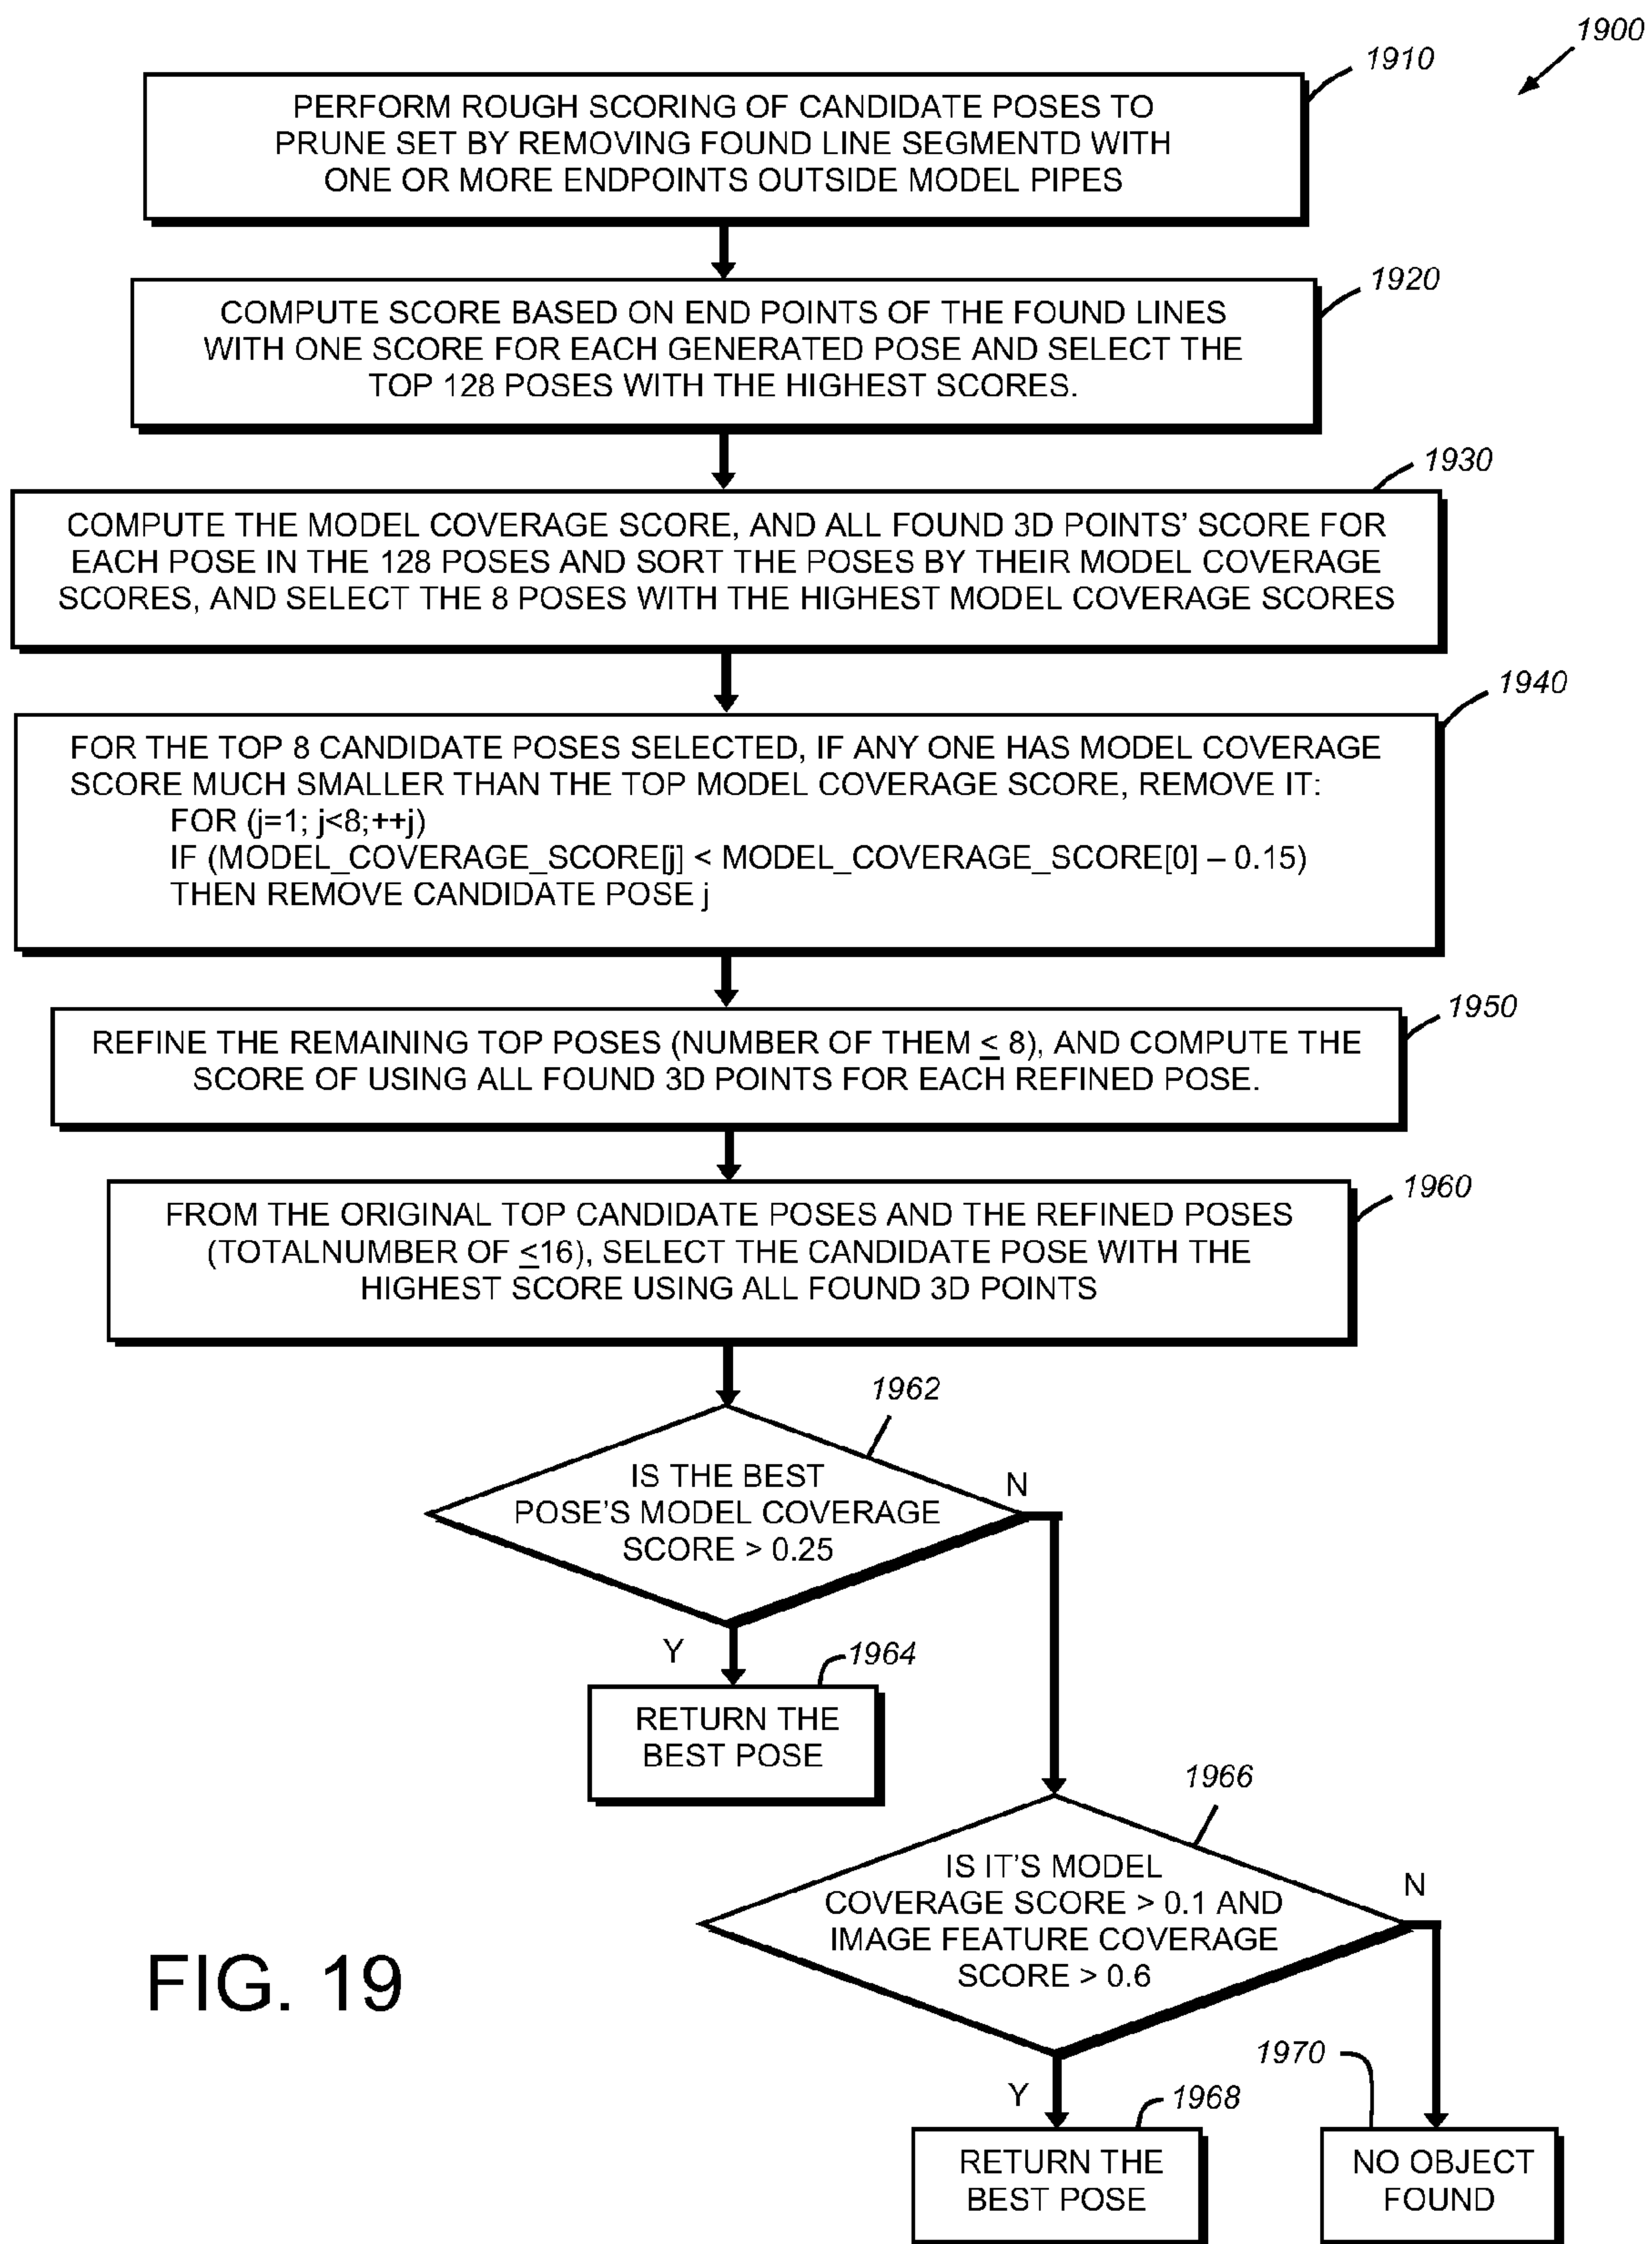 1900
1910
PERFORM ROUGH SCORING OF CANDIDATE POSES TO
PRUNE SET BY REMOVING FOUND LINE SEGMENTD WITH
ONE OR MORE ENDPOINTS OUTSIDE MODEL PIPES
1920
COMPUTE SCORE BASED ON END POINTS OF THE FOUND LINES
WITH ONE SCORE FOR EACH GENERATED POSE AND SELECT THE
TOP 128 POSES WITH THE HIGHEST SCORES.
1930
COMPUTE THE MODEL COVERAGE SCORE, AND ALL FOUND 3D POINTS’ SCORE FOR
EACH POSE IN THE 128 POSES AND SORT THE POSES BY THEIR MODEL COVERAGE
SCORES, AND SELECT THE 8 POSES WITH THE HIGHEST MODEL COVERAGE SCORES
1940
FOR THE TOP 8 CANDIDATE POSES SELECTED, IF ANY ONE HAS MODEL COVERAGE
SCORE MUCH SMALLER THAN THE TOP MODEL COVERAGE SCORE, REMOVE IT:
FOR (j=1; j<8;++j)
IF (MODEL_COVERAGE_SCORE[j] < MODEL_COVERAGE_SCORE[0] – 0.15)
THEN REMOVE CANDIDATE POSE j
1950
REFINE THE REMAINING TOP POSES (NUMBER OF THEM ≤ 8), AND COMPUTE THE
SCORE OF USING ALL FOUND 3D POINTS FOR EACH REFINED POSE.
1960
FROM THE ORIGINAL TOP CANDIDATE POSES AND THE REFINED POSES
(TOTALNUMBER OF ≤16), SELECT THE CANDIDATE POSE WITH THE
HIGHEST SCORE USING ALL FOUND 3D POINTS
1962
IS THE BEST
POSE’S MODEL COVERAGE
SCORE > 0.25
N
Y
1964
RETURN THE
BEST POSE
1966
IS IT’S MODEL
COVERAGE SCORE > 0.1 AND
IMAGE FEATURE COVERAGE
SCORE > 0.6
N
Y
1968
RETURN THE
BEST POSE
1970
NO OBJECT
FOUND
FIG. 19